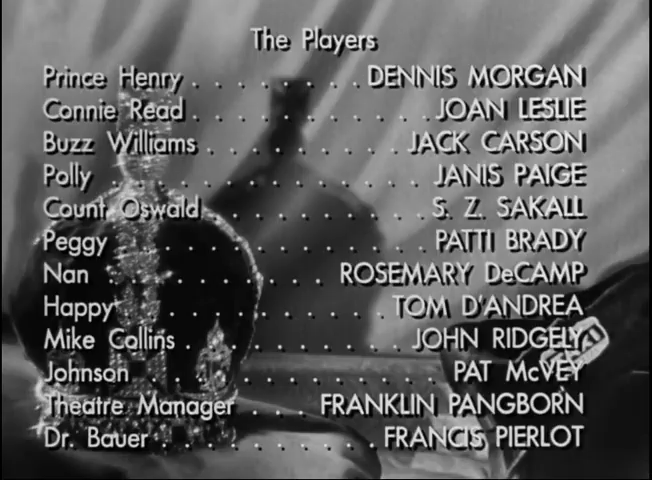 The Players
Prince Henry . . . . . . . . DENNIS MORGAN
Connie Read . . . . . . . . . . . JOAN LESLIE
Buzz Williams . . . . . . . . . JACK CARSON
Polly . . . . . . . . . . . . JANIS PAIGE
Count Oswald . . . . . . . . . S. Z. SAKALL
Peggy . . . . . . . . . . . . PATTI BRADY
Nan . . . . . . . . . . ROSEMARY DeCAMP
Happy . . . . . . . . . . . TOM D'ANDREA
Mike Collins . . . . . . . . . . JOHN RIDGELY
Johnson . . . . . . . . . . . . PAT McVEY
Theatre Manager . . . FRANKLIN PANGBORN
Dr. Bauer . . . . . . . . . . FRANCIS PIERLOT